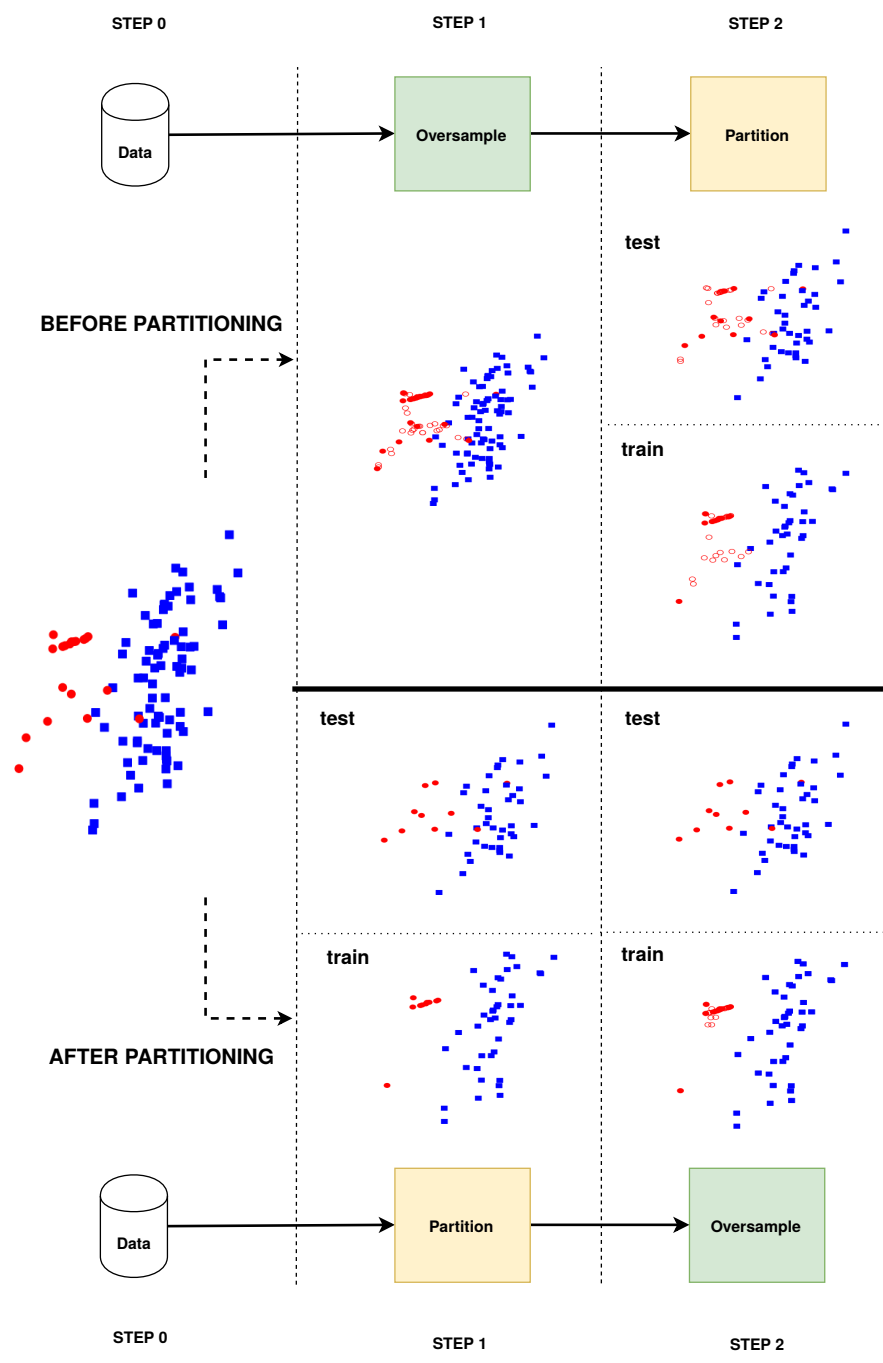 STEP 0
STEP 1
STEP 2
Data
Oversample
Partition
test
BEFORE PARTITIONING
train
test
test
train
train
AFTER PARTITIONING
Data
Partition
Oversample
STEP 0
STEP 1
STEP 2